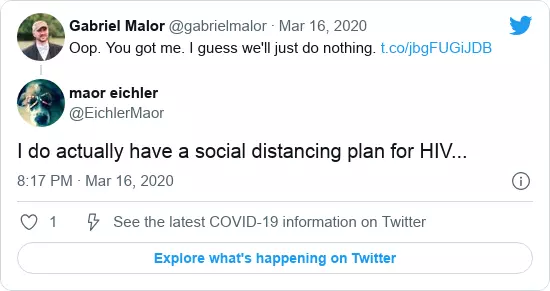 Gabriel Malor @gabrielmalor · Mar 16, 2020
Oop. You got me. I guess we'll just do nothing. t.co/jbgFUGiJDB
maor eichler
@EichlerMaor
I do actually have a social distancing plan for HIV...
8:17 PM · Mar 16, 2020
1 See the latest COVID-19 information on Twitter
Explore what's happening on Twitter